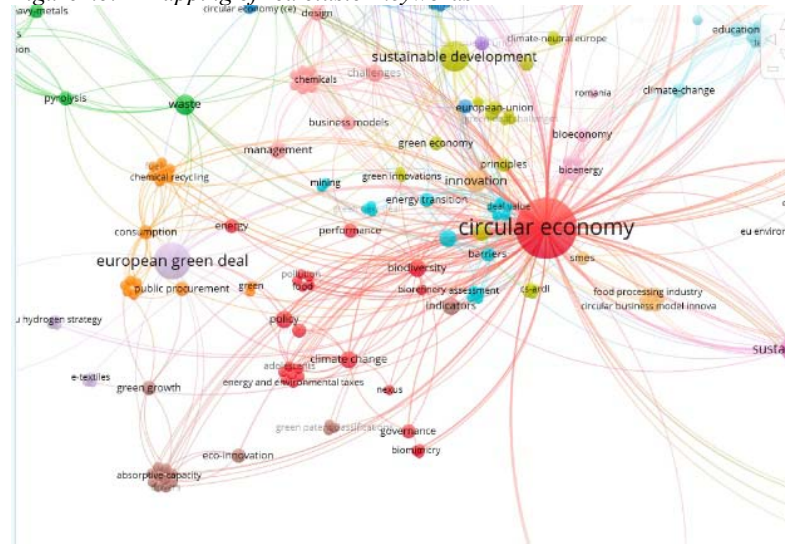 avy-metals
circular economy (ce)
design
education
climate-neutral europe
sustainable development
chemicals
challenges
pyrolysis
waste
european-union
romania
climate-change
business models
bioeconomy
green economy
management
principles
bioenergy
chemical recycling
green innovations
innovation
mining
energy transition
deal value
consumption
energy
performance
circular economy
eu environ
european green deal
barriers
smes
biodiversity
pollution
food
public procurement
green
biorefinery assessment
cs-ardl
food processing industry
indicators
circular business model innova
u hydrogen strategy
policy
susta
climate change
adolescents
e-textiles
green growth
energy and environmental taxes
nexus
governance
eco-innovation
biomimicry
absorptive-capacity